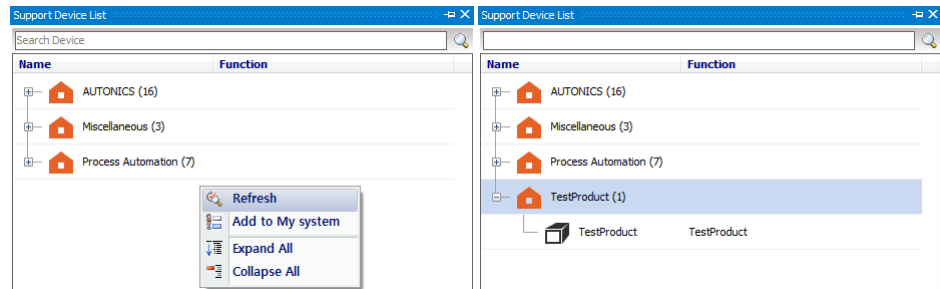 Support Device List
Search Device
Name Function
AUTONICS (16)
Miscellaneous (3)
Process Automation (7)
Refresh
Add to My system
Expand All
Collapse All
Support Device List
Name Function
AUTONICS (16)
Miscellaneous (3)
Process Automation (7)
TestProduct (1)
TestProduct TestProduct